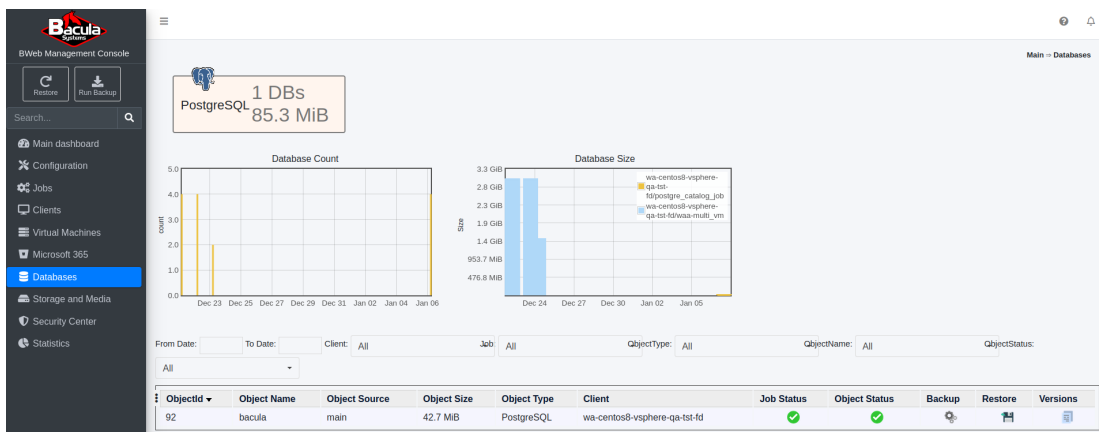 Bacula
Systems
BWeb Management Console
Restore
Run Backup
Search...
Main dashboard
Configuration
Jobs
Clients
Virtual Machines
Microsoft 365
Databases
Storage and Media
Security Center
Statistics
Main ⇒ Databases
PostgreSQL
1 DBs
85.3 MiB
Database Count
5.0
4.0
3.0
2.0
1.0
0.0
count
Dec 23 Dec 25 Dec 27 Dec 29 Dec 31 Jan 02 Jan 04 Jan 06
Database Size
3.3 GiB
2.8 GiB
2.3 GiB
1.9 GiB
1.4 GiB
953.7 MiB
476.8 MiB
Size
wa-centos8-vsphere-
qa-tst-
fd/postgre_catalog_job
wa-centos8-vsphere-
qa-tst-fd/waa-multi_vm
Dec 24 Dec 27 Dec 30 Jan 02 Jan 05
From Date: To Date: Client: All Job: All ObjectType: All ObjectName: All ObjectStatus:
All
ObjectId Object Name Object Source Object Size Object Type Client Job Status Object Status Backup Restore Versions
92 bacula main 42.7 MiB PostgreSQL wa-centos8-vsphere-qa-tst-fd